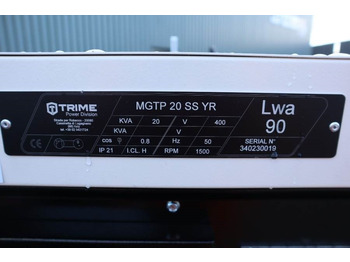 TRIME
Power Division
MGTP 20 SS YR
Lwa
90
KVA 20 V 400
KVA V
cos φ 0.8 Hz 50
IP 21 I.CL. H RPM 1500
SERIAL N°
340230019